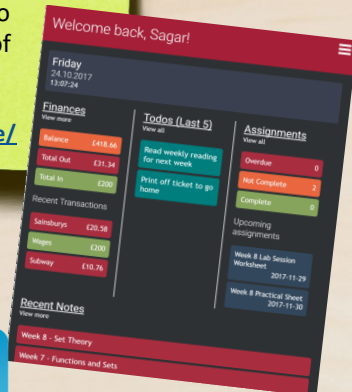 o
of
e/
Welcome back, Sagar!
Friday
24.10.2017
13:07:24
Finances
View more
Balance £418.66
Total Out £31.34
Total In £200
Recent Transactions
Sainsburys £20.58
Wages £200
Subway £10.76
Todos (Last 5)
View all
Read weekly reading
for next week
Print off ticket to go
home
Assignments
View all
Overdue 0
Not Complete 2
Complete 0
Upcoming
assignments
Week 8 Lab Session
Worksheet
2017-11-29
Week 8 Practical Sheet
2017-11-30
Recent Notes
View more
Week 8 - Set Theory
Week 7 - Functions and Sets